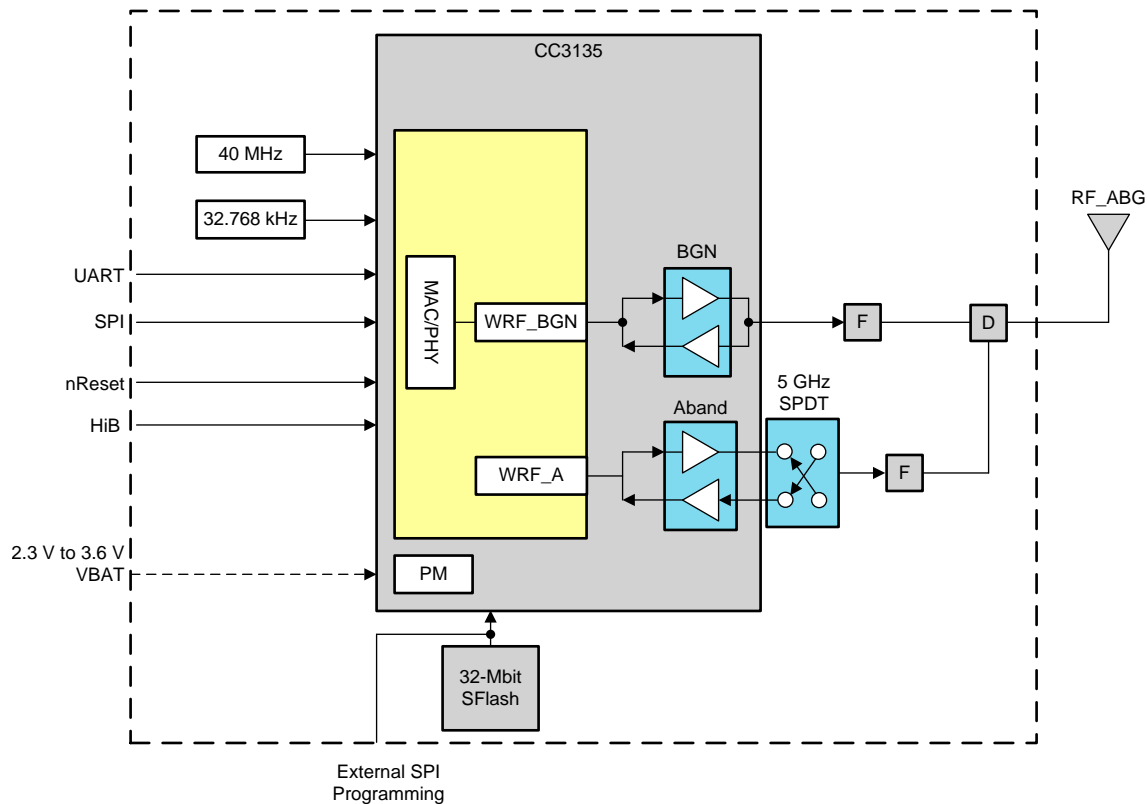 CC3135
40 MHz
32.768 kHz
UART
SPI
nReset
HiB
2.3 V to 3.6 V
VBAT
MAC/PHY
WRF_BGN
WRF_A
PM
BGN
Aband
5 GHz
SPDT
F
F
D
RF_ABG
32-Mbit
SFlash
External SPI
Programming